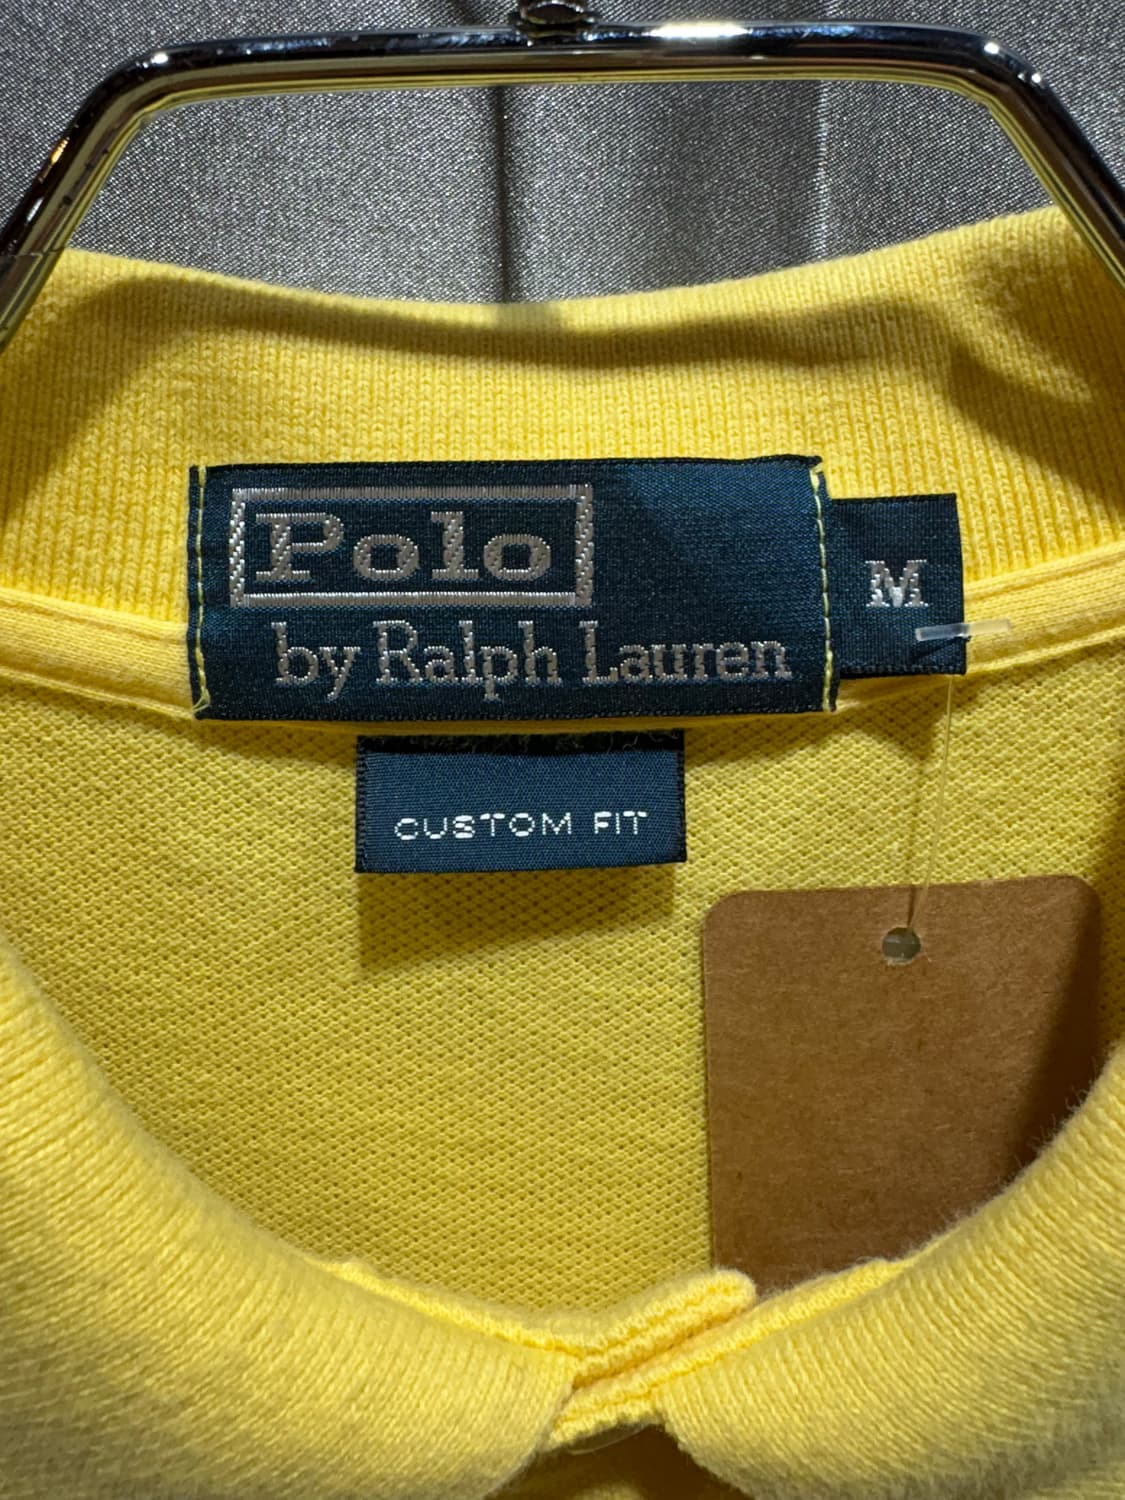 Polo
by Ralph Lauren
M
CUSTOM FIT